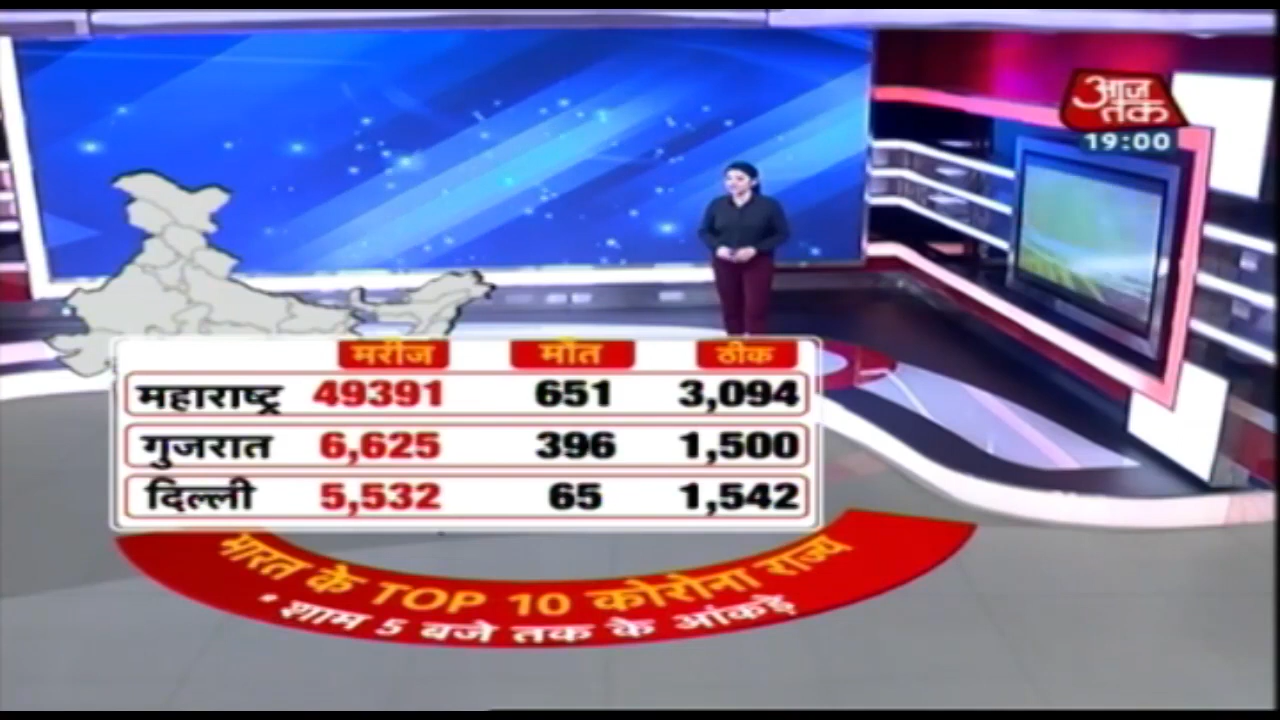 आज
तक
19:00
मरीज मौत ठीक
महाराष्ट्र 49391 651 3,094
गुजरात 6,625 396 1,500
दिल्ली 5,532 65 1,542
भारत के TOP 10 कोरोना राज्य
* शाम 5 बजे तक के आंकड़े